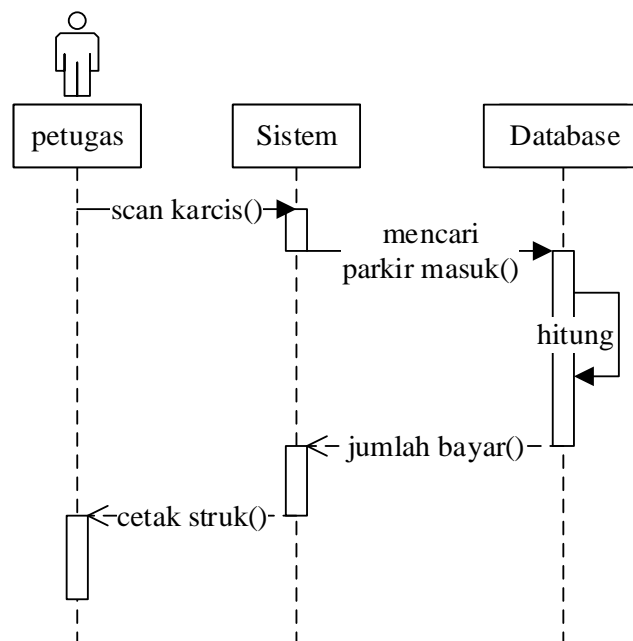 petugas
Sistem
Database
scan karcis()
mencari
parkir masuk()
hitung
jumlah bayar()
cetak struk()